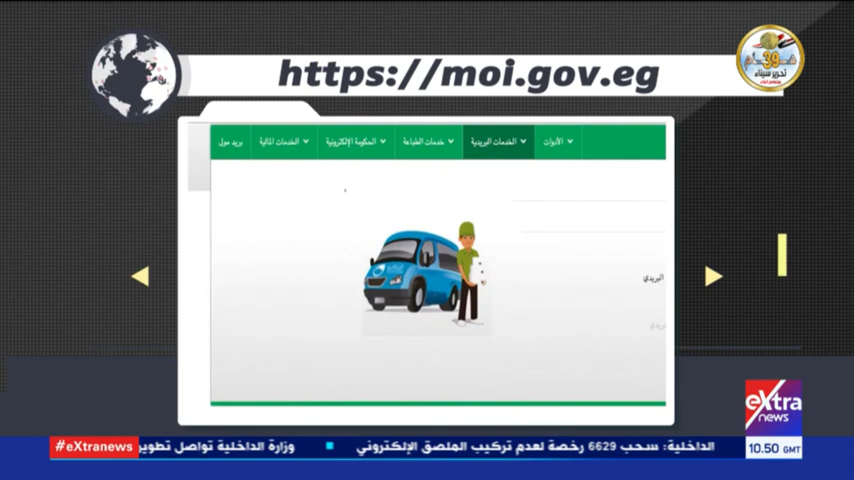 https://moi.gov.eg
39 عام
تحرير سيناء
الأدوات
الخدمات البريدية
خدمات الطباعة
الحكومة الإلكترونية
الخدمات المالية
بريد مول
البريدي
eXtra
news
#eXtranews
الداخلية: سحب 6629 رخصة لعدم تركيب الملصق الإلكتروني
وزارة الداخلية تواصل تطوير
10.50 GMT